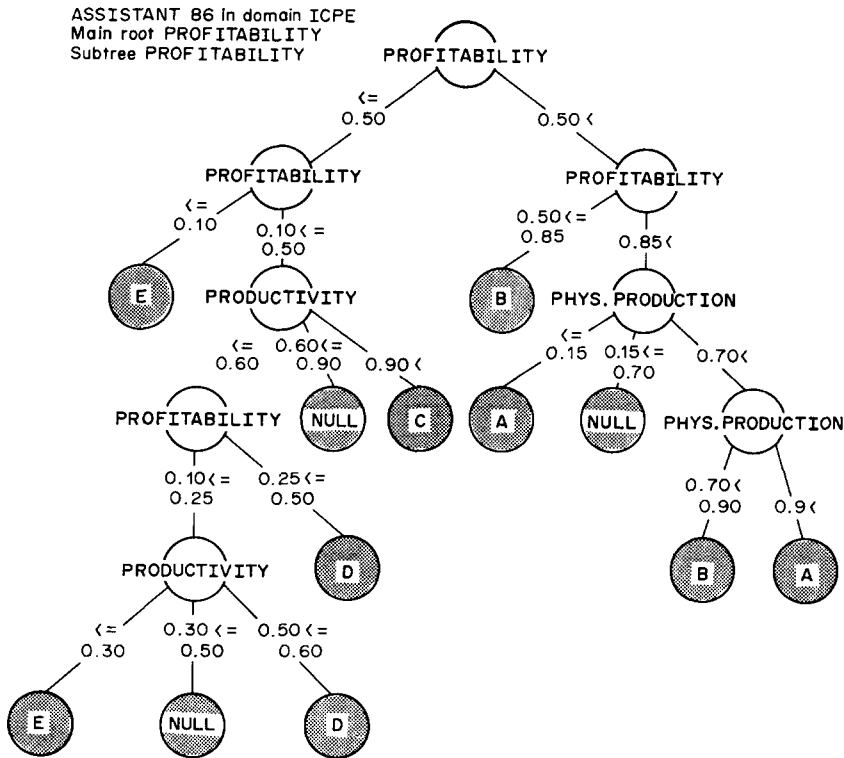 ASSISTANT 86 in domain ICPE
Main root PROFITABILITY
Subtree PROFITABILITY
PROFITABILITY
<=
0.50
0.50 <
PROFITABILITY
PROFITABILITY
<=
0.10
0.10<=
0.50
0.50<=
0.85
0.85<
E
PRODUCTIVITY
B
PHYS.PRODUCTION
<=
0.60
0.60<=
0.90
0.90<
<=
0.15
0.15<=
0.70
0.70<
PROFITABILITY
NULL
C
A
NULL
PHYS.PRODUCTION
0.10<=
0.25
0.25<=
0.50
0.70<
0.90
0.9<
PRODUCTIVITY
D
B
A
<=
0.30
0.30<=
0.50
0.50<=
0.60
E
NULL
D